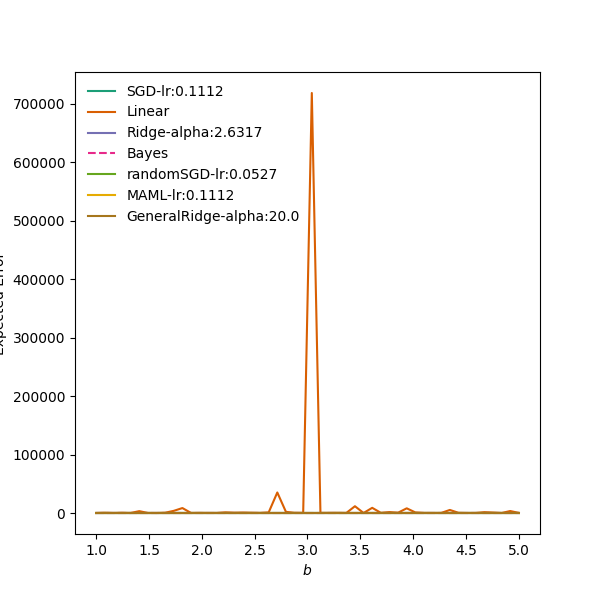 SGD-lr:0.1112
Linear
Ridge-alpha:2.6317
Bayes
randomSGD-lr:0.0527
MAML-lr:0.1112
GeneralRidge-alpha:20.0
700000
600000
500000
400000
300000
200000
100000
0
Expected Error
1.0 1.5 2.0 2.5 3.0 3.5 4.0 4.5 5.0
b